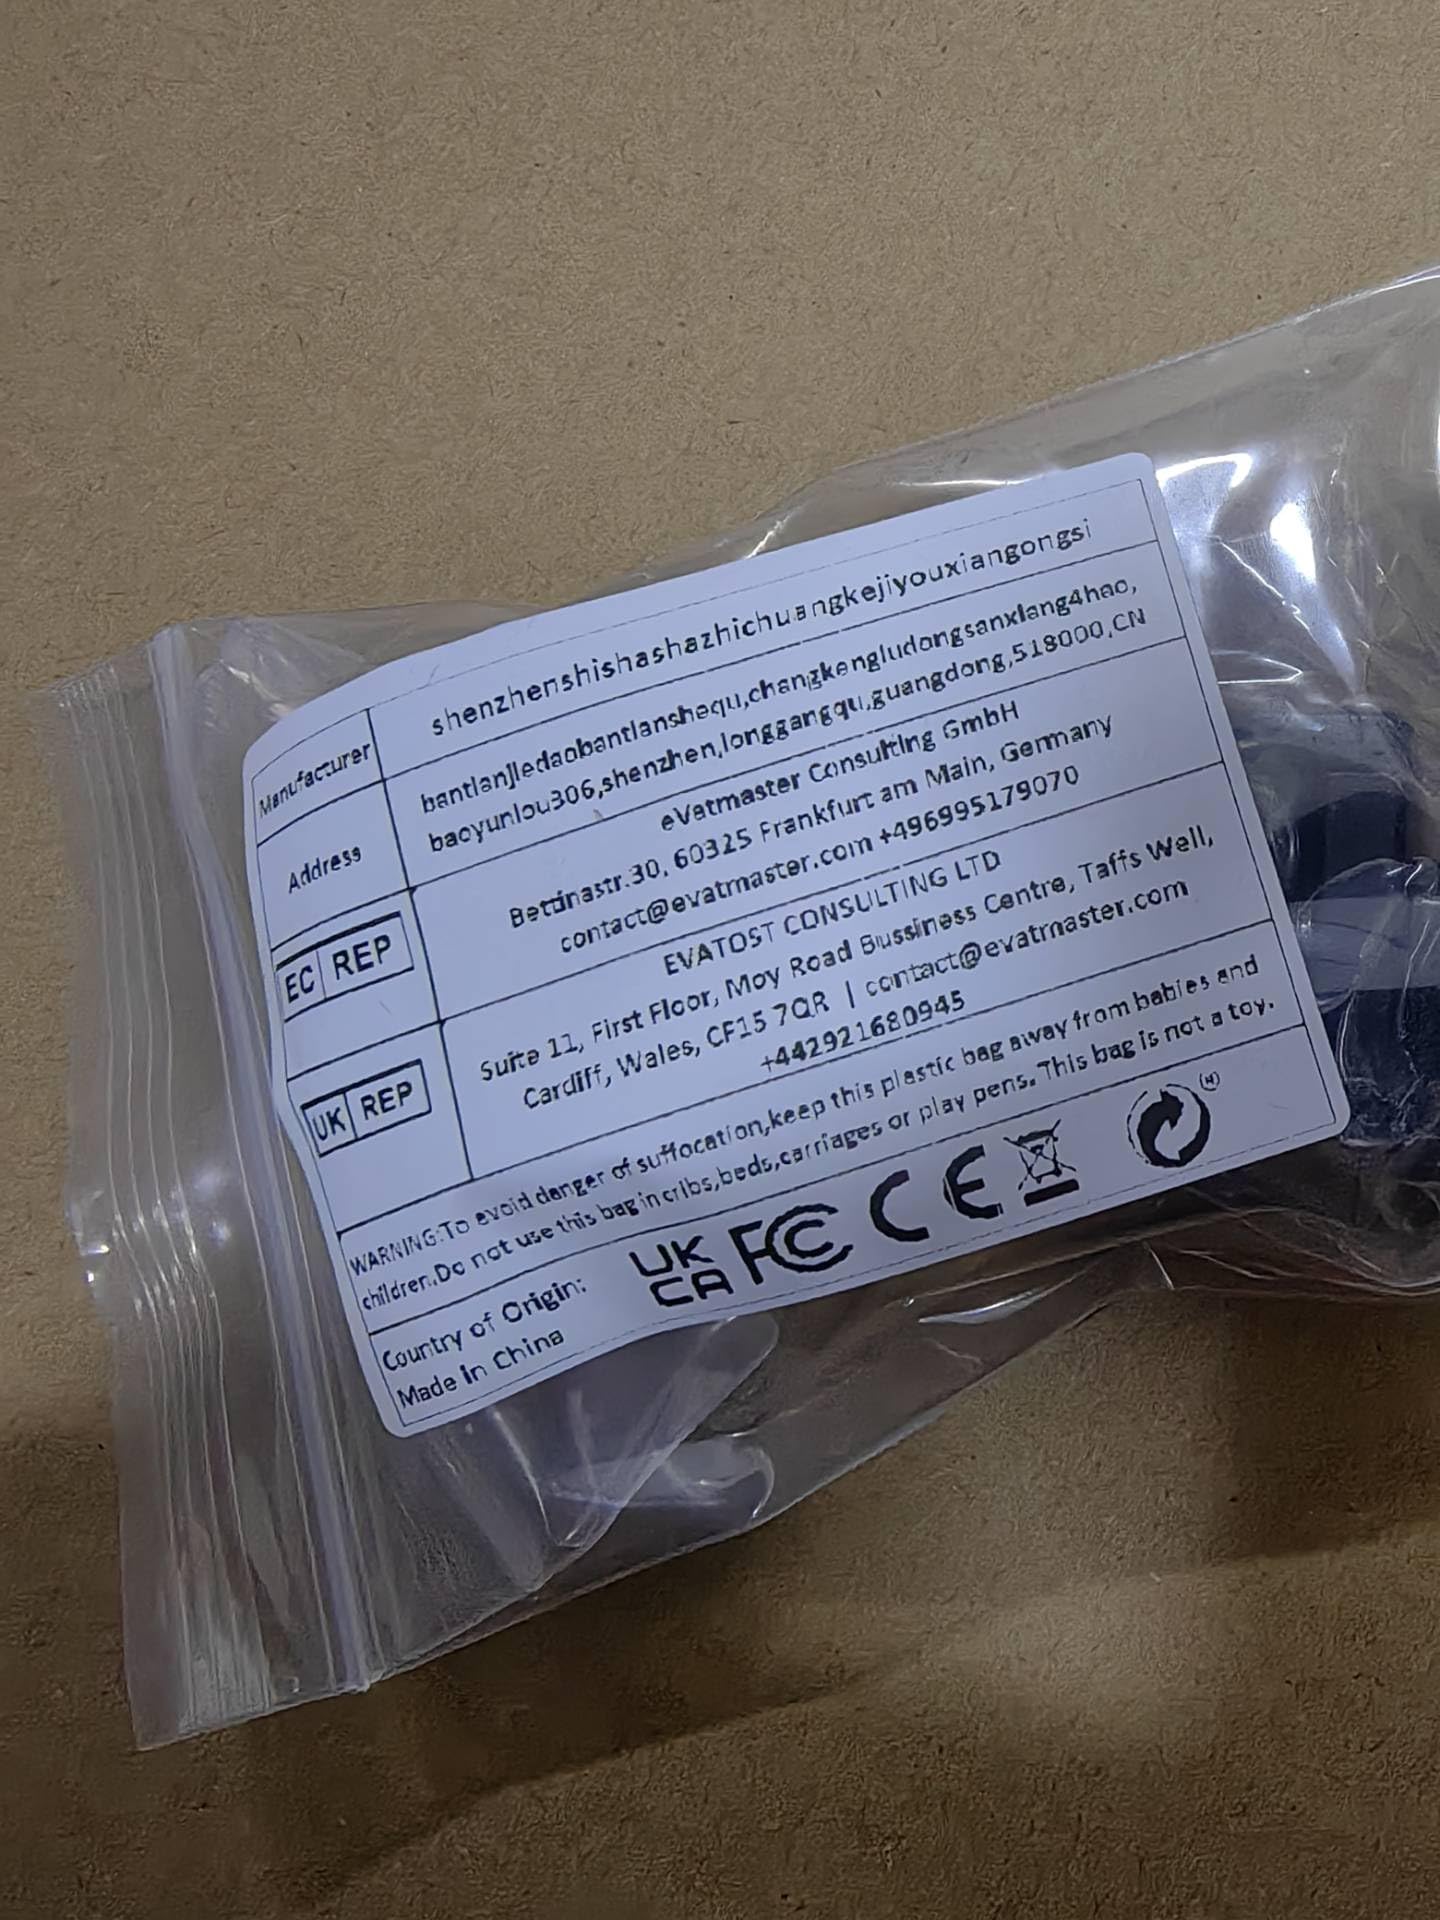 Manufacturer
shenzhenshishashazhichuangkejiyouxiangongsi
Address
bantianjiedaobantianshequ,changkengludongsanxiang4hao,
baoyunlou306,shenzhen,longgangqu,guangdong,518000,CN
EC REP
eVatmaster Consulting GmbH
Bettinastr.30, 60325 Frankfurt am Main, Germany
contact@evatmaster.com +496995179070
UK REP
EVATOST CONSULTING LTD
Suite 11, First Floor, Moy Road Bussiness Centre, Taffs Well,
Cardiff, Wales, CF15 7QR | contact@evatmaster.com
+442921680945
WARNING:To avoid danger of suffocation,keep this plastic bag away from babies and
children.Do not use this bag in cribs,beds,carriages or play pens. This bag is not a toy.
Country of Origin:
Made in China
UK
CA
FC
CE